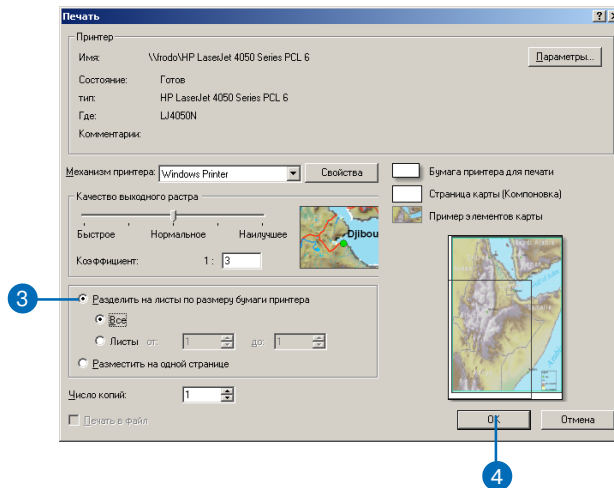 Печать
Принтер
Имя: \\frodo\HP LaserJet 4050 Series PCL 6
Параметры...
Состояние: Готов
тип: HP LaserJet 4050 Series PCL 6
Где: LJ4050N
Комментарии:
Механизм принтера: Windows Printer
Свойства
Бумага принтера для печати
Качество выходного растра
Страница карты (Компоновка)
Пример элементов карты
Быстрое Нормальное Наилучшее
Djibou
Коэффициент: 1 : 3
3
Разделить на листы по размеру бумаги принтера
Все
Листы от: 1 до: 1
Разместить на одной странице
Число копий: 1
Печать в файл
OK
Отмена
4